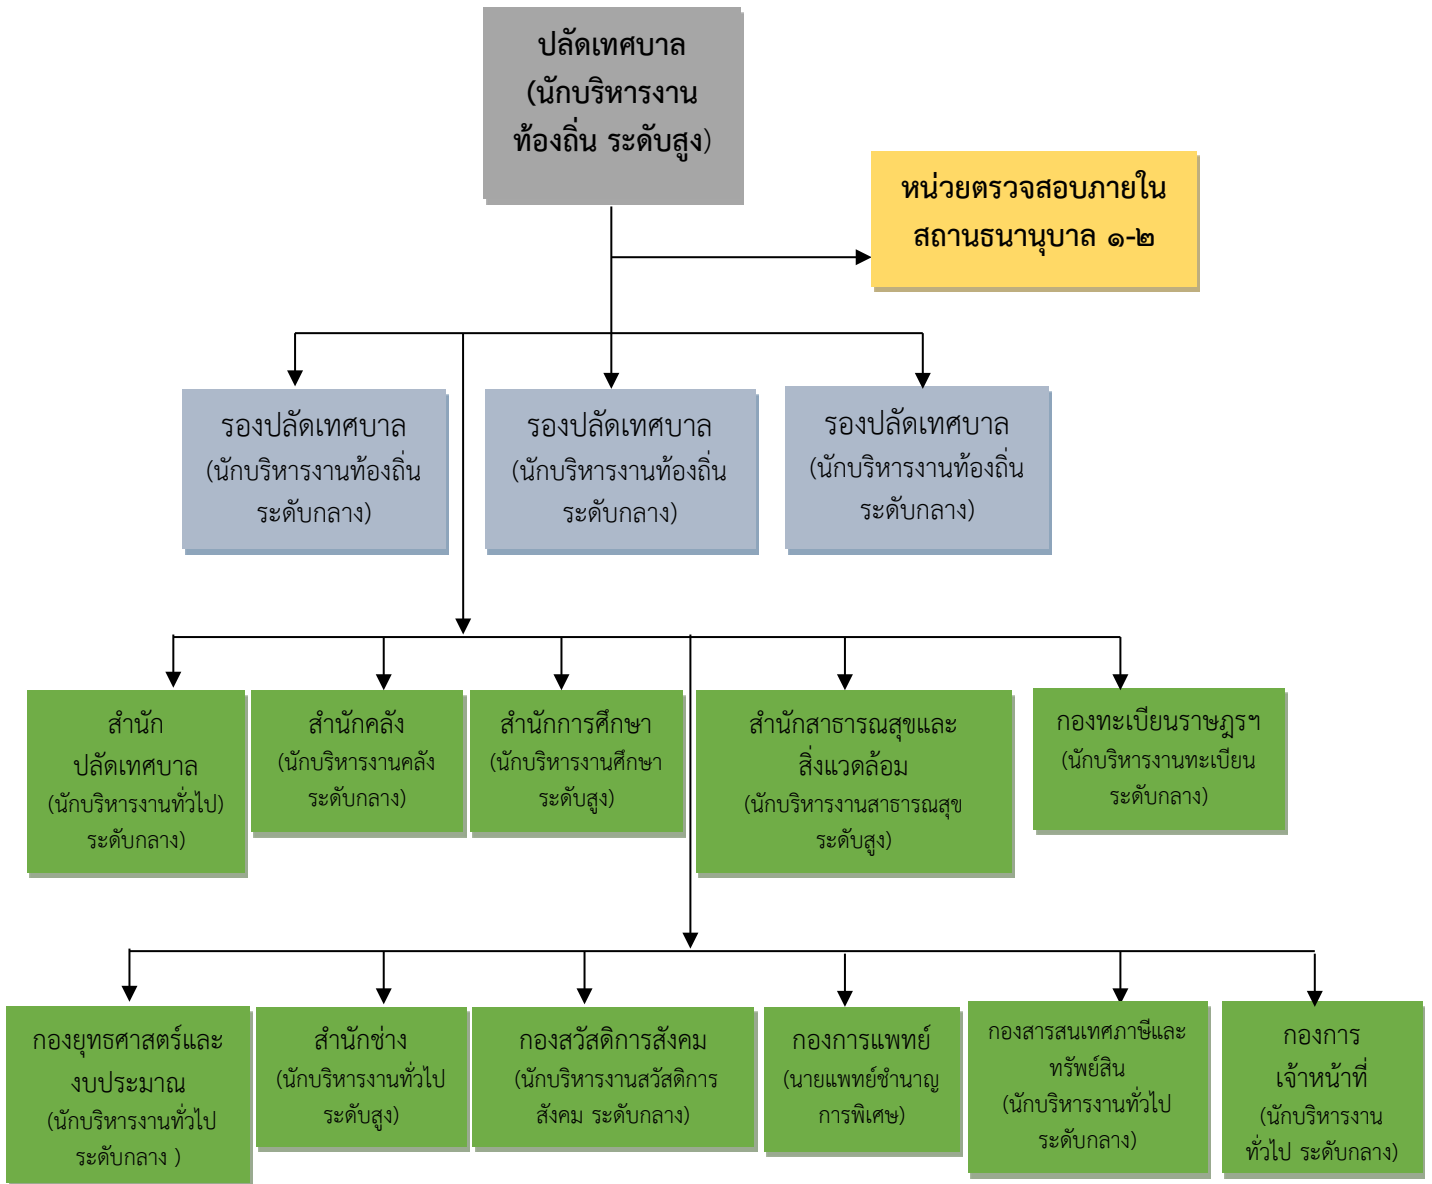 ปลัดเทศบาล
(นักบริหารงาน
ท้องถิ่น ระดับสูง)
หน่วยตรวจสอบภายใน
สถานธนานุบาล ๑-๒
รองปลัดเทศบาล
(นักบริหารงานท้องถิ่น
ระดับกลาง)
รองปลัดเทศบาล
(นักบริหารงานท้องถิ่น
ระดับกลาง)
รองปลัดเทศบาล
(นักบริหารงานท้องถิ่น
ระดับกลาง)
สำนัก
ปลัดเทศบาล
(นักบริหารงานทั่วไป)
ระดับกลาง)
สำนักคลัง
(นักบริหารงานคลัง
ระดับกลาง)
สำนักการศึกษา
(นักบริหารงานศึกษา
ระดับสูง)
สำนักสาธารณสุขและ
สิ่งแวดล้อม
(นักบริหารงานสาธารณสุข
ระดับสูง)
กองทะเบียนราษฎรฯ
(นักบริหารงานทะเบียน
ระดับกลาง)
กองยุทธศาสตร์และ
งบประมาณ
(นักบริหารงานทั่วไป
ระดับกลาง )
สำนักช่าง
(นักบริหารงานทั่วไป
ระดับสูง)
กองสวัสดิการสังคม
(นักบริหารงานสวัสดิการ
สังคม ระดับกลาง)
กองการแพทย์
(นายแพทย์ชำนาญ
การพิเศษ)
กองสารสนเทศภาษีและ
ทรัพย์สิน
(นักบริหารงานทั่วไป
ระดับกลาง)
กองการ
เจ้าหน้าที่
(นักบริหารงาน
ทั่วไป ระดับกลาง)